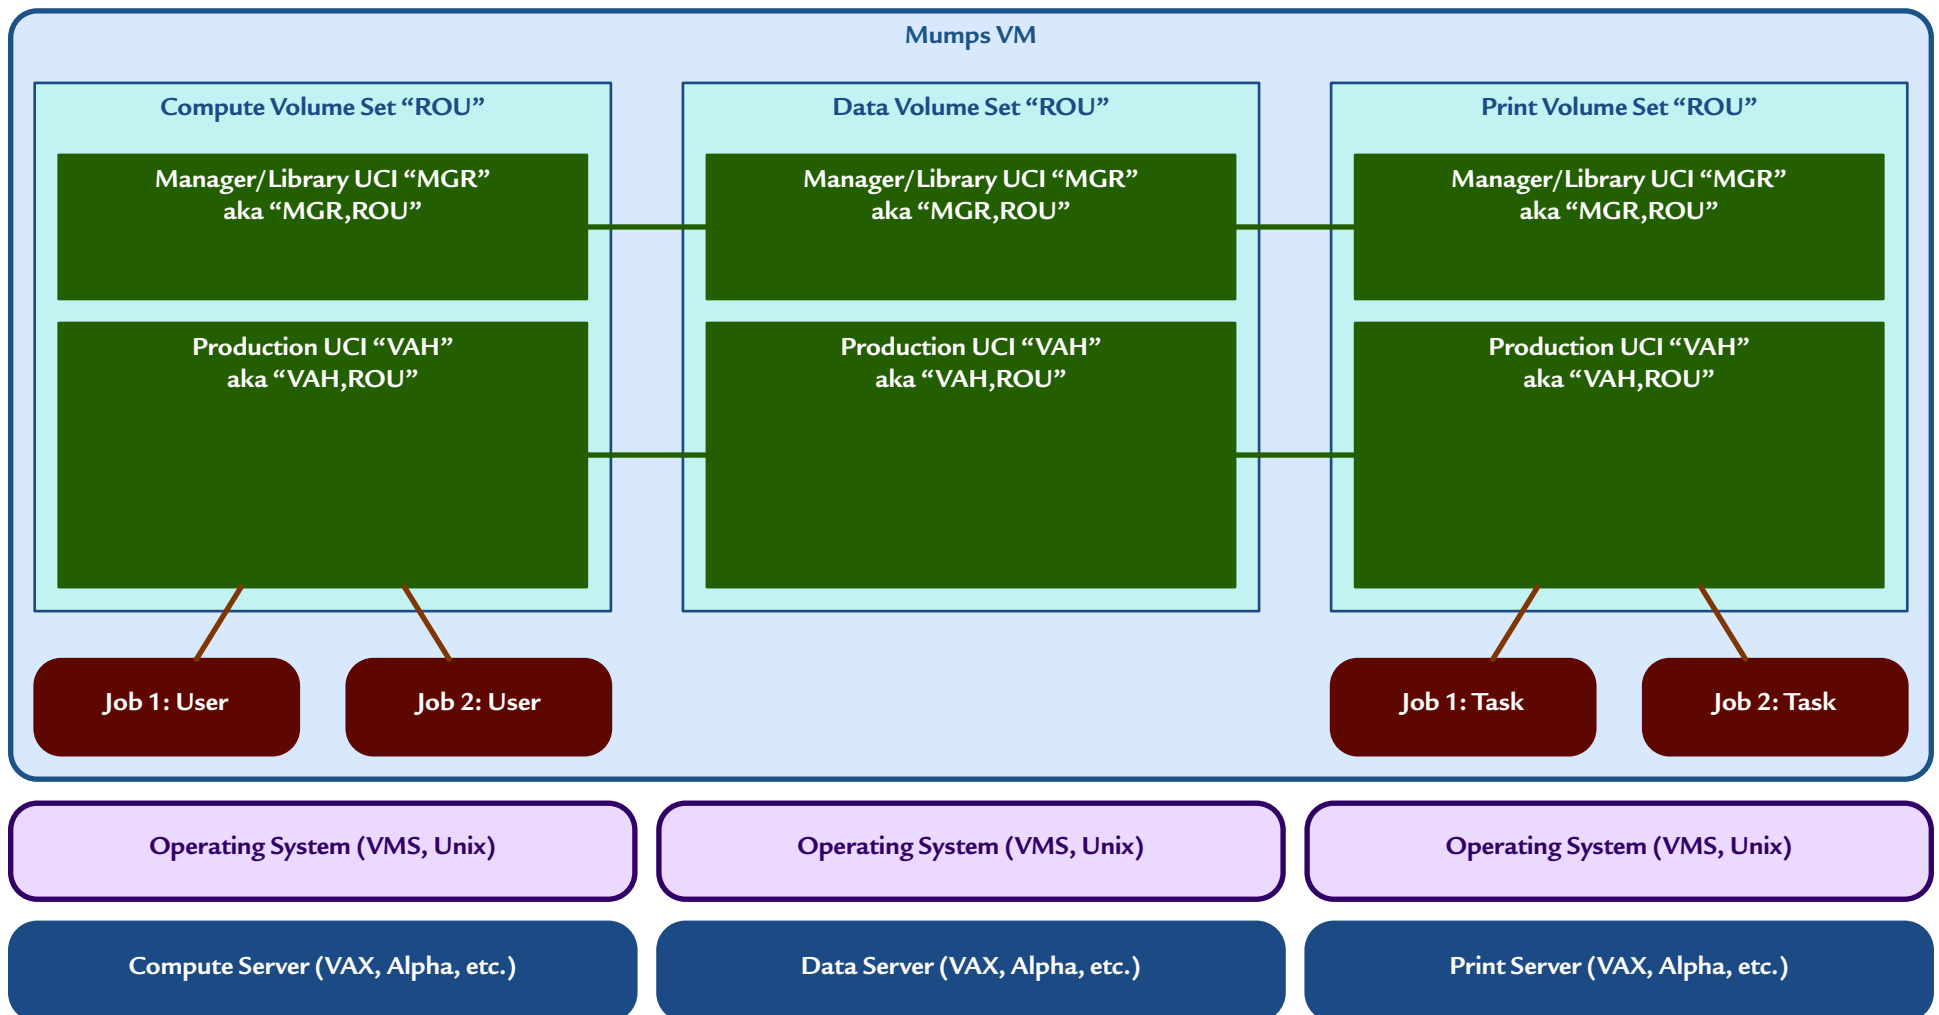 Mumps VM
Compute Volume Set “ROU”
Manager/Library UCI “MGR”
aka “MGR,ROU”
Production UCI “VAH”
aka “VAH,ROU”
Data Volume Set “ROU”
Manager/Library UCI “MGR”
aka “MGR,ROU”
Production UCI “VAH”
aka “VAH,ROU”
Print Volume Set “ROU”
Manager/Library UCI “MGR”
aka “MGR,ROU”
Production UCI “VAH”
aka “VAH,ROU”
Job 1: User
Job 2: User
Job 1: Task
Job 2: Task
Operating System (VMS, Unix)
Operating System (VMS, Unix)
Operating System (VMS, Unix)
Compute Server (VAX, Alpha, etc.)
Data Server (VAX, Alpha, etc.)
Print Server (VAX, Alpha, etc.)